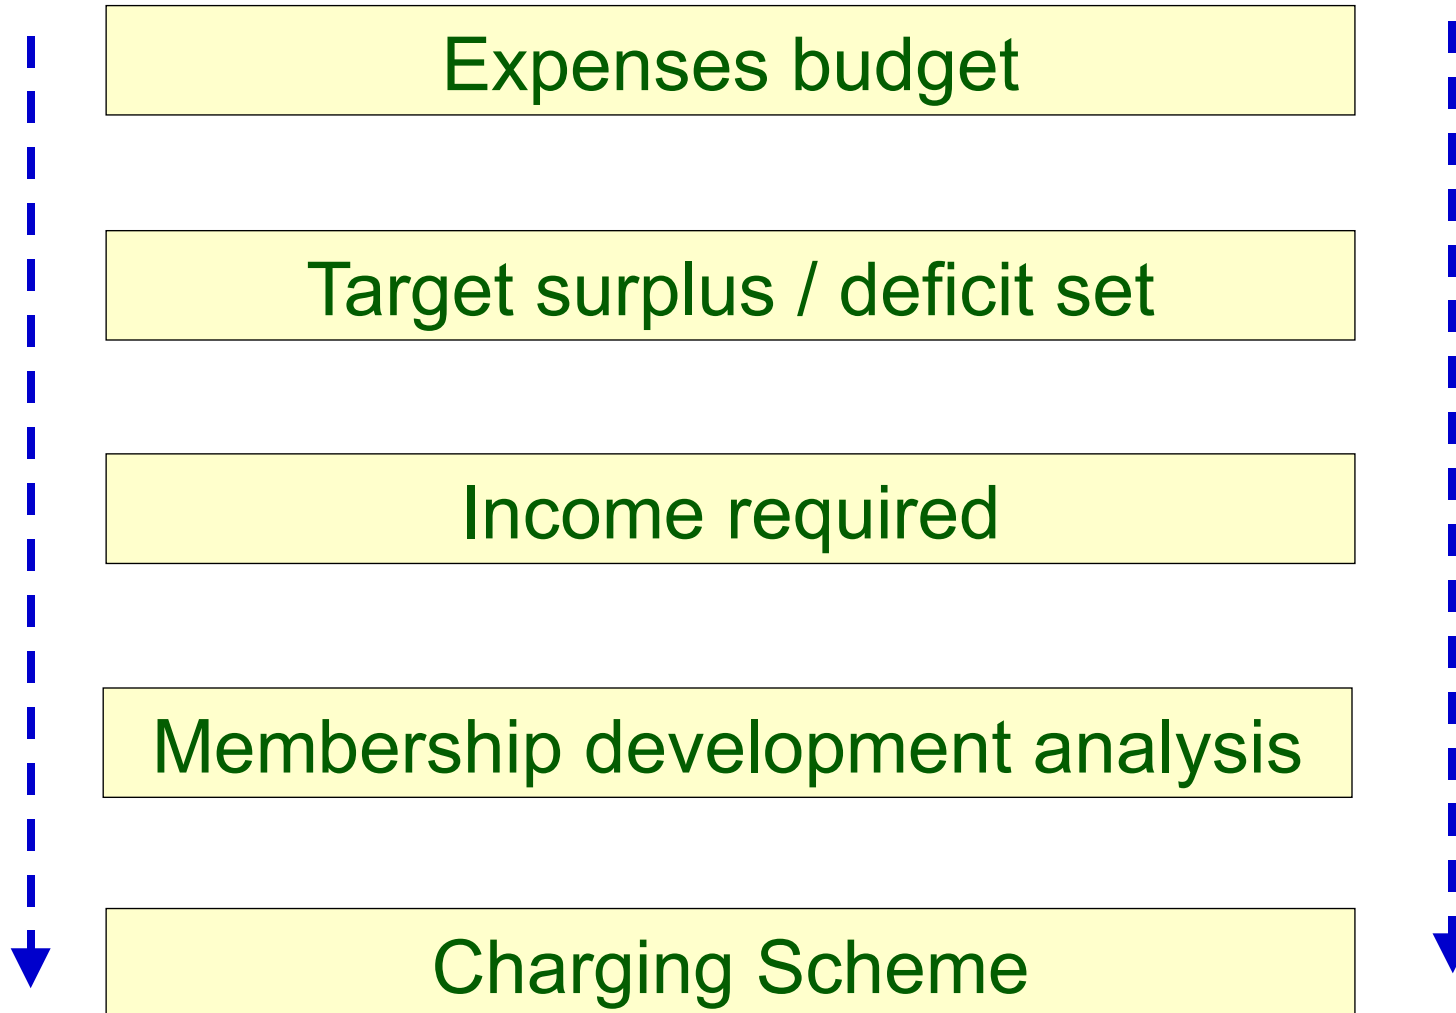 Expenses budget
Target surplus / deficit set
Income required
Membership development analysis
Charging Scheme